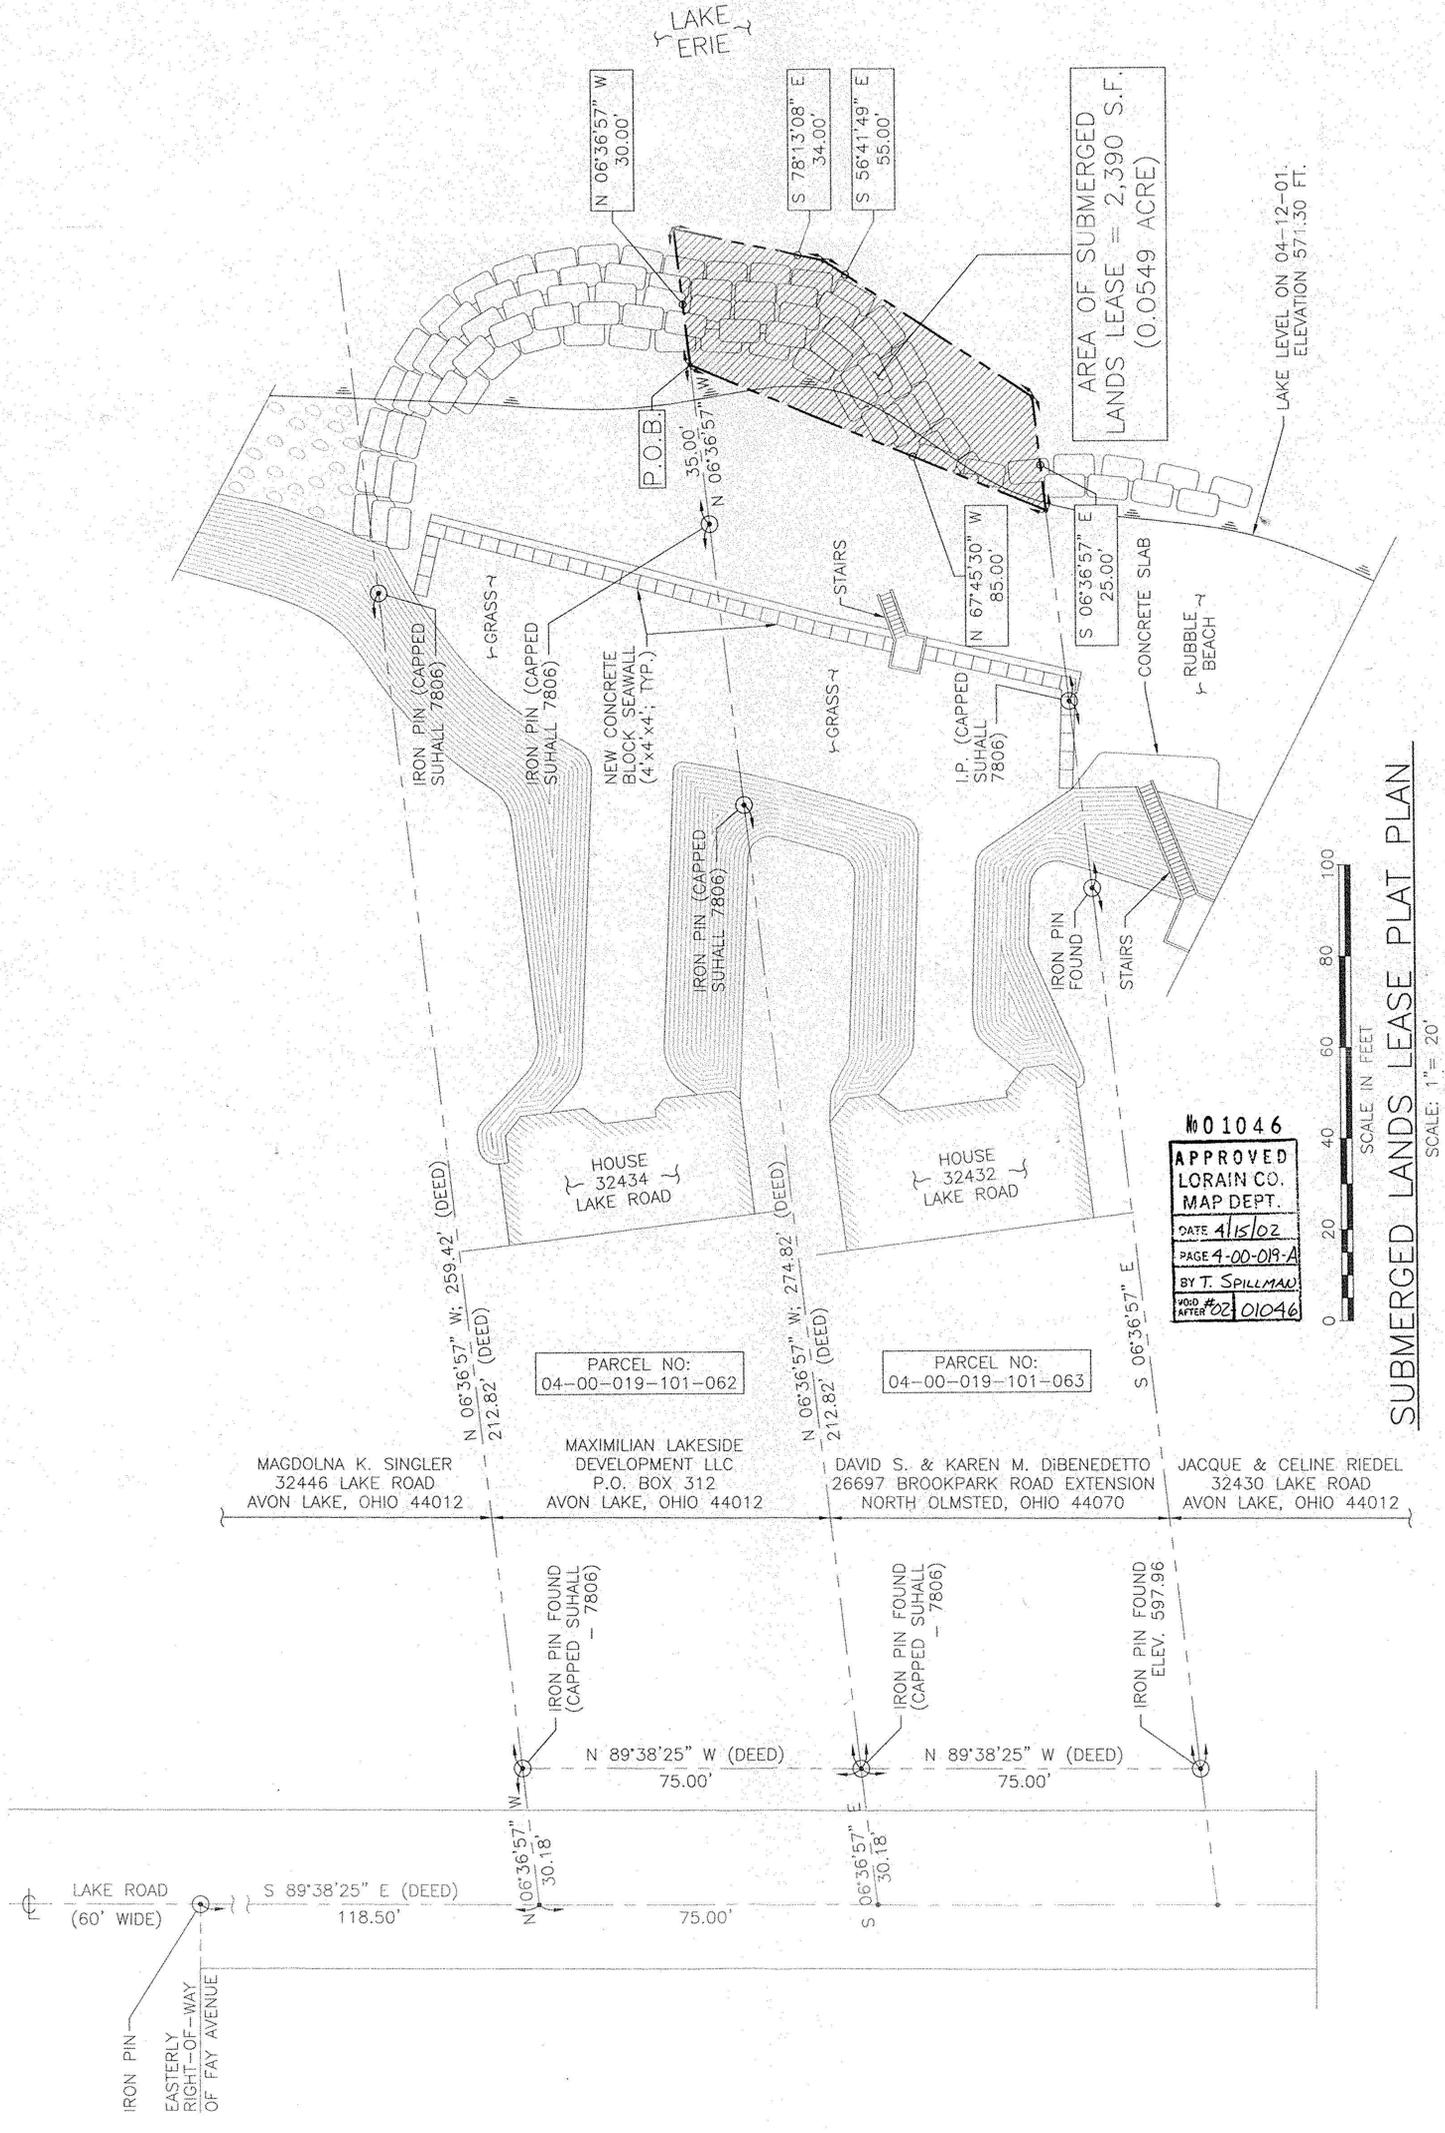 LAKE
ERIE
N 06°36'57" W
30.00'
S 78°13'08" E
34.00'
S 56°41'49" E
55.00'
AREA OF SUBMERGED
LANDS LEASE = 2,390 S.F.
(0.0549 ACRE)
LAKE LEVEL ON 04-12-01
ELEVATION 571.30 FT.
P.O.B.
35.00'
N 06°36'57" W
N 67°45'30" W
85.00'
S 06°36'57" E
25.00'
STAIRS
CONCRETE SLAB
RUBBLE
BEACH
GRASS
IRON PIN (CAPPED
SUHALL 7806)
IRON PIN (CAPPED
SUHALL 7806)
NEW CONCRETE
BLOCK SEAWALL
(4'x4'x4'; TYP.)
GRASS
I.P. (CAPPED
SUHALL
7806)
IRON PIN (CAPPED
SUHALL 7806)
IRON PIN
FOUND
STAIRS
HOUSE
32434
LAKE ROAD
HOUSE
32432
LAKE ROAD
N 06°36'57" W; 259.42' (DEED)
212.82' (DEED)
N 06°36'57" W; 274.82' (DEED)
212.82' (DEED)
S 06°36'57" E
PARCEL NO:
04-00-019-101-062
PARCEL NO:
04-00-019-101-063
No 01046
APPROVED
LORAIN CO.
MAP DEPT.
DATE 4/15/02
PAGE 4-00-019-A
BY T. SPILLMAN
VOID AFTER #02 01046
0 20 40 60 80 100
SCALE IN FEET
SUBMERGED LANDS LEASE PLAT PLAN
SCALE: 1"= 20'
MAGDOLNA K. SINGLER
32446 LAKE ROAD
AVON LAKE, OHIO 44012
MAXIMILIAN LAKESIDE
DEVELOPMENT LLC
P.O. BOX 312
AVON LAKE, OHIO 44012
DAVID S. & KAREN M. DiBENEDETTO
26697 BROOKPARK ROAD EXTENSION
NORTH OLMSTED, OHIO 44070
JACQUE & CELINE RIEDEL
32430 LAKE ROAD
AVON LAKE, OHIO 44012
IRON PIN FOUND
(CAPPED SUHALL
- 7806)
IRON PIN FOUND
(CAPPED SUHALL
- 7806)
IRON PIN FOUND
ELEV. 597.96
N 89°38'25" W (DEED)
75.00'
N 89°38'25" W (DEED)
75.00'
N 06°36'57" W
30.18'
S 06°36'57" E
30.18'
LAKE ROAD
(60' WIDE)
S 89°38'25" E (DEED)
118.50'
75.00'
IRON PIN
EASTERLY
RIGHT-OF-WAY
OF FAY AVENUE